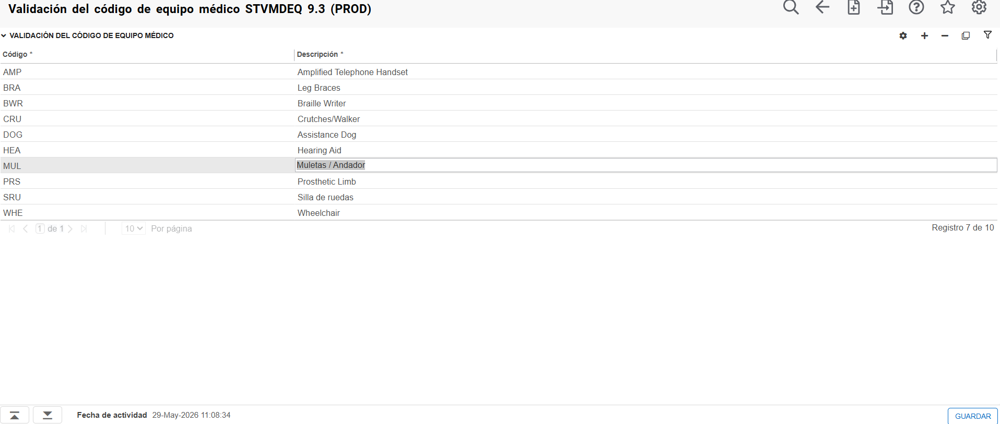 Validación del código de equipo médico STVMDEQ 9.3 (PROD)
VALIDACIÓN DEL CÓDIGO DE EQUIPO MÉDICO
Código * Descripción *
AMP Amplified Telephone Handset
BRA Leg Braces
BWR Braille Writer
CRU Crutches/Walker
DOG Assistance Dog
HEA Hearing Aid
MUL Muletas / Andador
PRS Prosthetic Limb
SRU Silla de ruedas
WHE Wheelchair
1 de 1 10 Por página Registro 7 de 10
Fecha de actividad 29-May-2026 11:08:34 GUARDAR